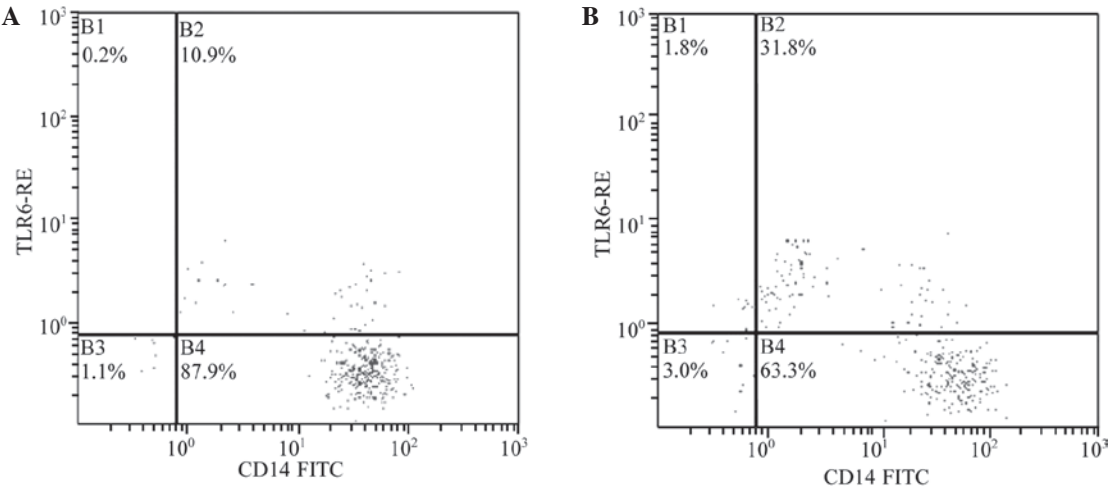 A
B1
0.2%
B2
10.9%
B3
1.1%
B4
87.9%
10³
10²
10¹
10⁰
TLR6-RE
10⁰
10¹
10²
10³
CD14 FITC
B
B1
1.8%
B2
31.8%
B3
3.0%
B4
63.3%
10³
10²
10¹
10⁰
TLR6-RE
10⁰
10¹
10²
10³
CD14 FITC